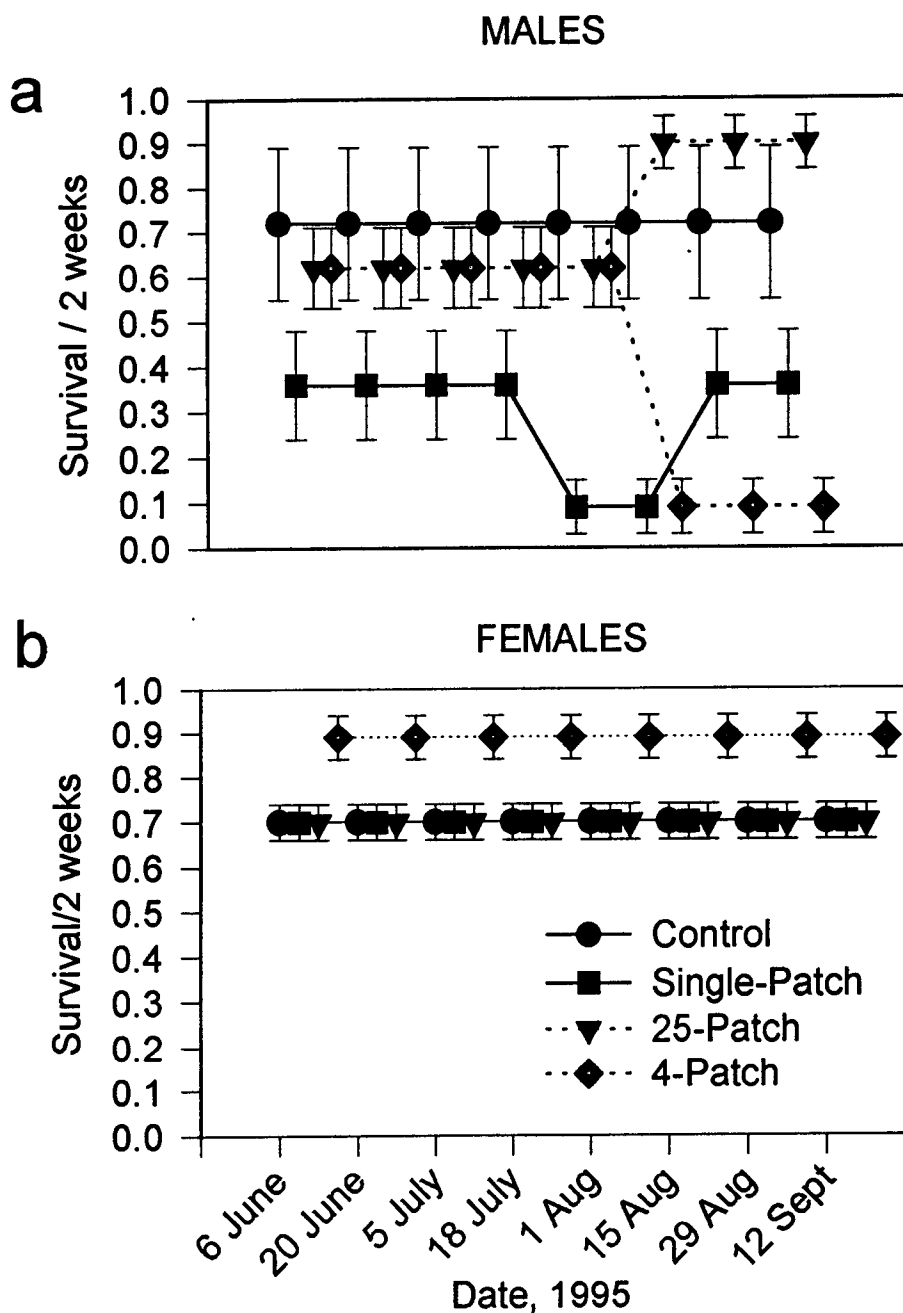 MALES
a
Survival / 2 weeks
1.0
0.9
0.8
0.7
0.6
0.5
0.4
0.3
0.2
0.1
0.0
b
FEMALES
Survival/2 weeks
1.0
0.9
0.8
0.7
0.6
0.5
0.4
0.3
0.2
0.1
0.0
Control
Single-Patch
25-Patch
4-Patch
6 June
20 June
5 July
18 July
1 Aug
15 Aug
29 Aug
12 Sept
Date, 1995